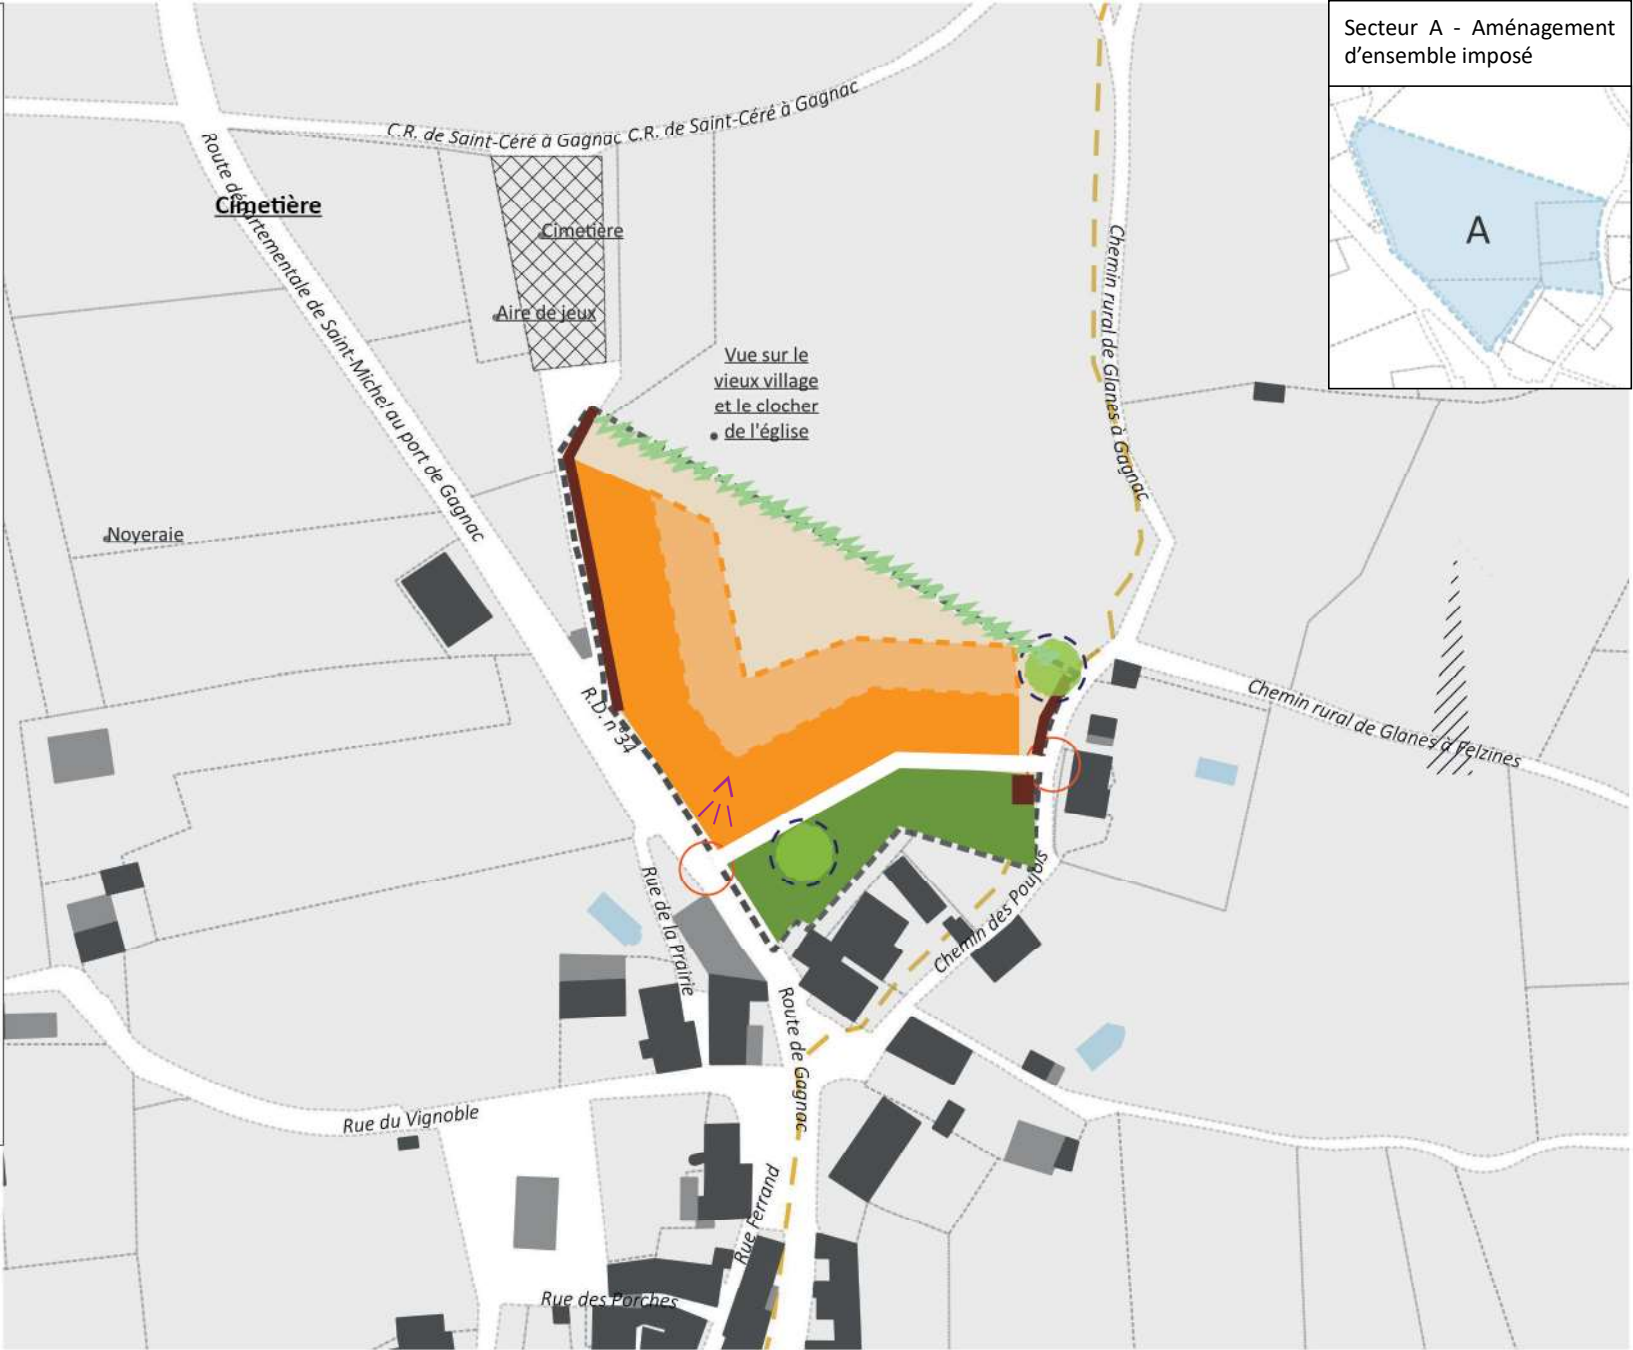 Secteur A - Aménagement
d'ensemble imposé
A
C.R. de Saint-Céré à Gagnac C.R. de Saint-Céré à Gagnac
Route départementale de Saint-Michel au port de Gagnac
Cimetière
Cimetière
Aire de jeux
Vue sur le
vieux village
et le clocher
de l'église
Chemin rural de Glanes à Gagnac
Noyeraie
R.D. n°34
Chemin rural de Glanes à Felzines
Rue de la Prairie
Chemin des Poujols
Route de Gagnac
Rue du Vignoble
Rue Ferrand
Rue des Porches